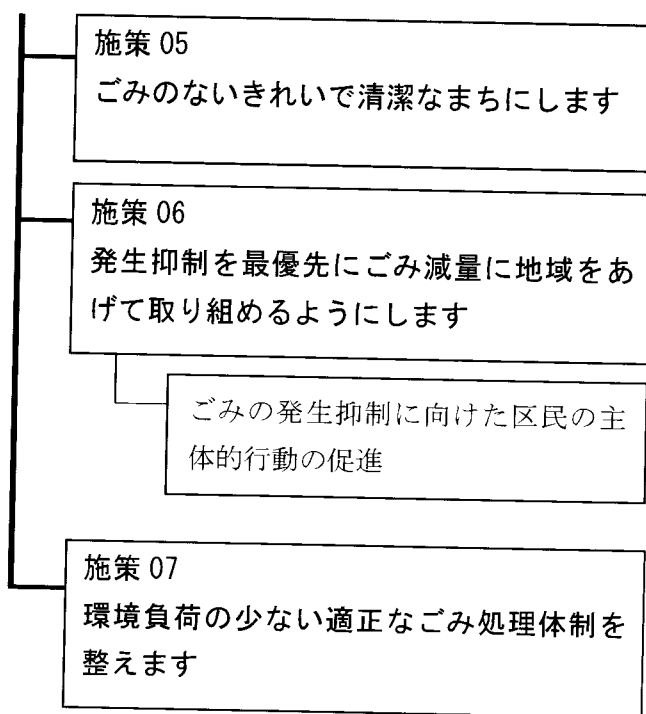 施策 05
ごみのないきれいで清潔なまちにします
施策 06
発生抑制を最優先にごみ減量に地域をあ
げて取り組めるようにします
ごみの発生抑制に向けた区民の主
体的行動の促進
施策 07
環境負荷の少ない適正なごみ処理体制を
整えます